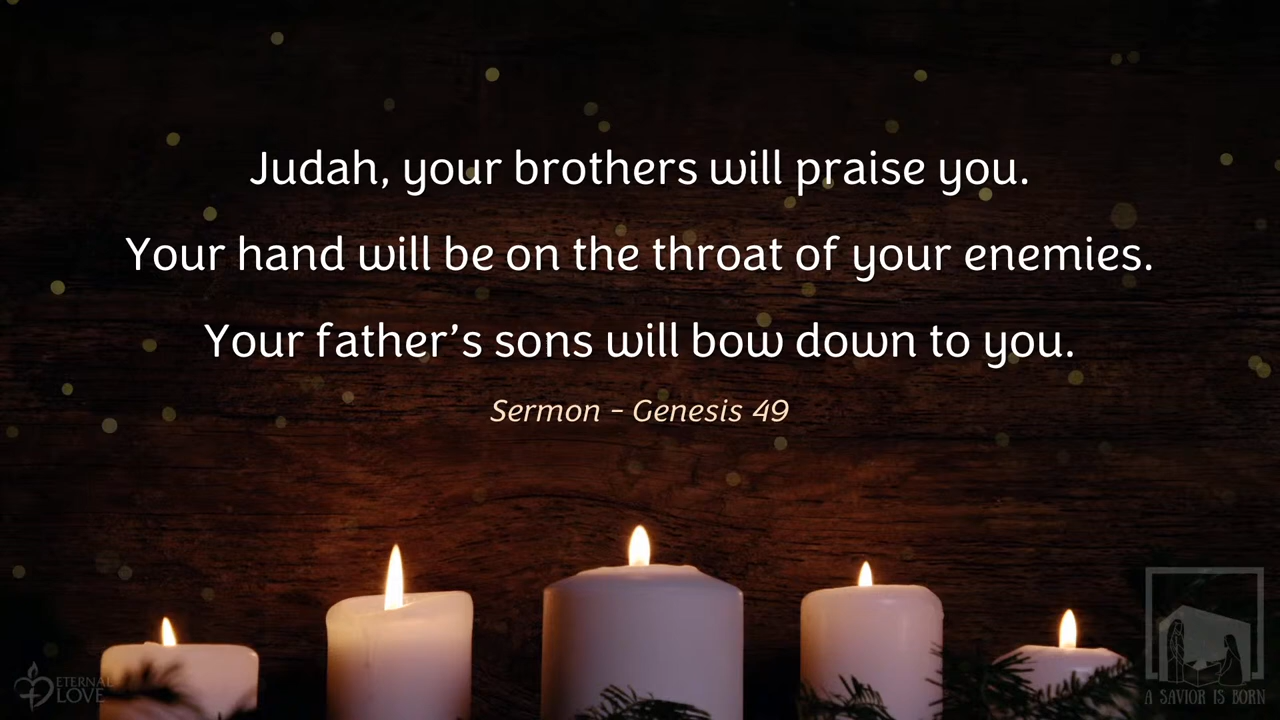 Judah, your brothers will praise you.
Your hand will be on the throat of your enemies.
Your father’s sons will bow down to you.
Sermon - Genesis 49
ETERNAL
LOVE
A SAVIOR IS BORN